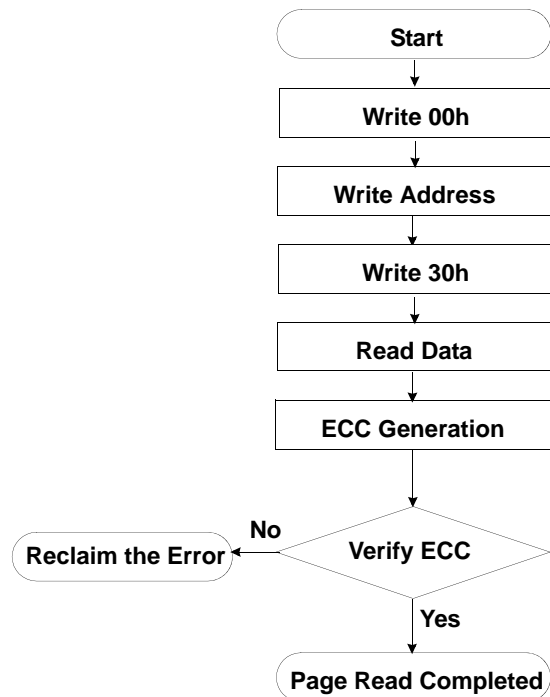 Start
Write 00h
Write Address
Write 30h
Read Data
ECC Generation
No
Reclaim the Error
Verify ECC
Yes
Page Read Completed